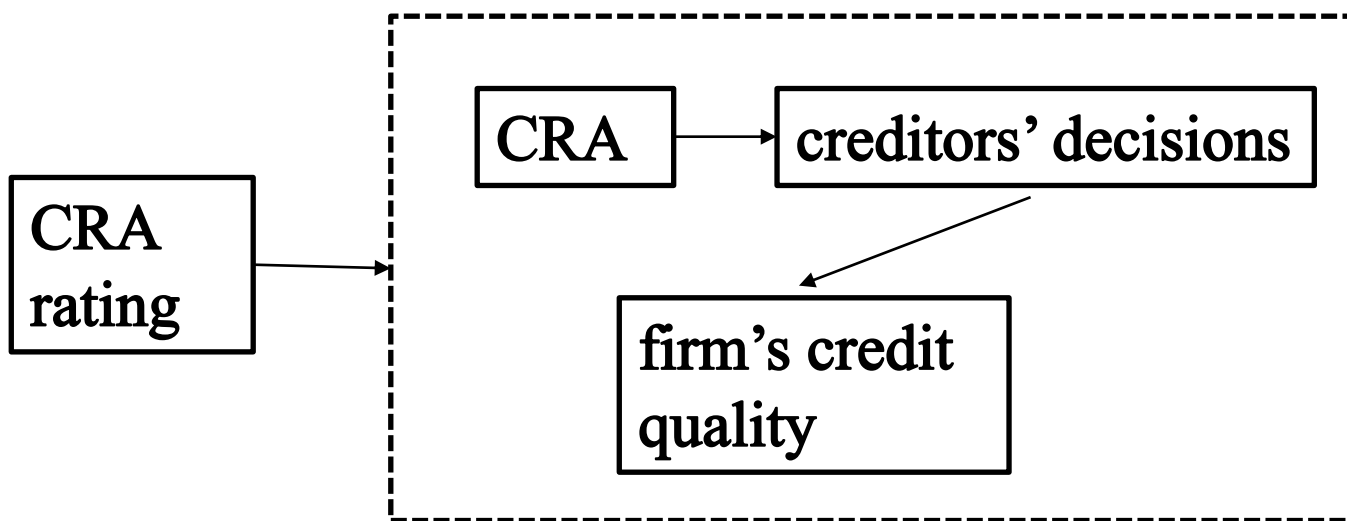 CRA
rating
CRA
creditors’ decisions
firm’s credit
quality